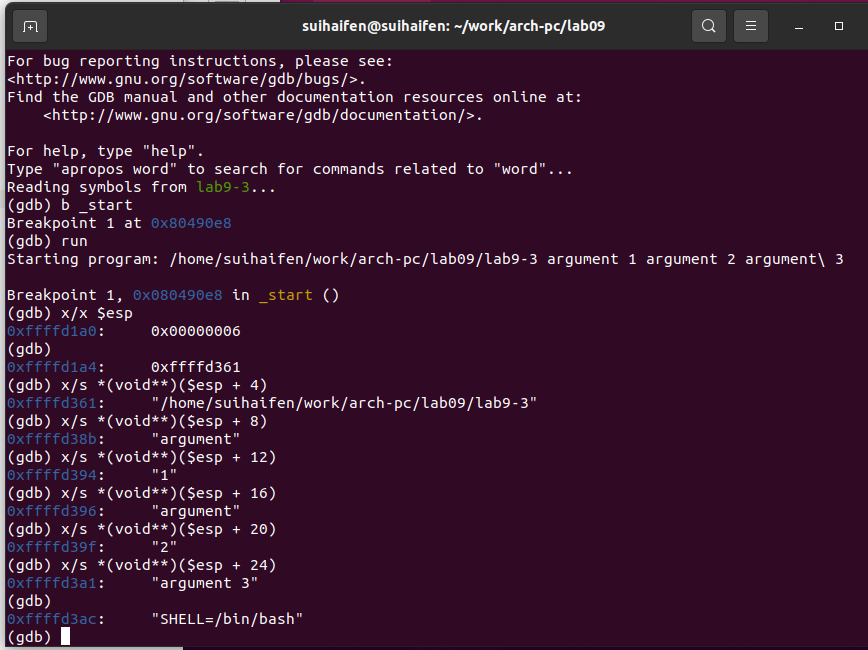 suihaifen@suihaifen: ~/work/arch-pc/lab09
For bug reporting instructions, please see:
<http://www.gnu.org/software/gdb/bugs/>.
Find the GDB manual and other documentation resources online at:
    <http://www.gnu.org/software/gdb/documentation/>.
For help, type "help".
Type "apropos word" to search for commands related to "word"...
Reading symbols from lab9-3...
(gdb) b _start
Breakpoint 1 at 0x80490e8
(gdb) run
Starting program: /home/suihaifen/work/arch-pc/lab09/lab9-3 argument 1 argument 2 argument\ 3
Breakpoint 1, 0x080490e8 in _start ()
(gdb) x/x $esp
0xffffd1a0:     0x00000006
(gdb)
0xffffd1a4:     0xffffd361
(gdb) x/s *(void**)($esp + 4)
0xffffd361:     "/home/suihaifen/work/arch-pc/lab09/lab9-3"
(gdb) x/s *(void**)($esp + 8)
0xffffd38b:     "argument"
(gdb) x/s *(void**)($esp + 12)
0xffffd394:     "1"
(gdb) x/s *(void**)($esp + 16)
0xffffd396:     "argument"
(gdb) x/s *(void**)($esp + 20)
0xffffd39f:     "2"
(gdb) x/s *(void**)($esp + 24)
0xffffd3a1:     "argument 3"
(gdb)
0xffffd3ac:     "SHELL=/bin/bash"
(gdb)